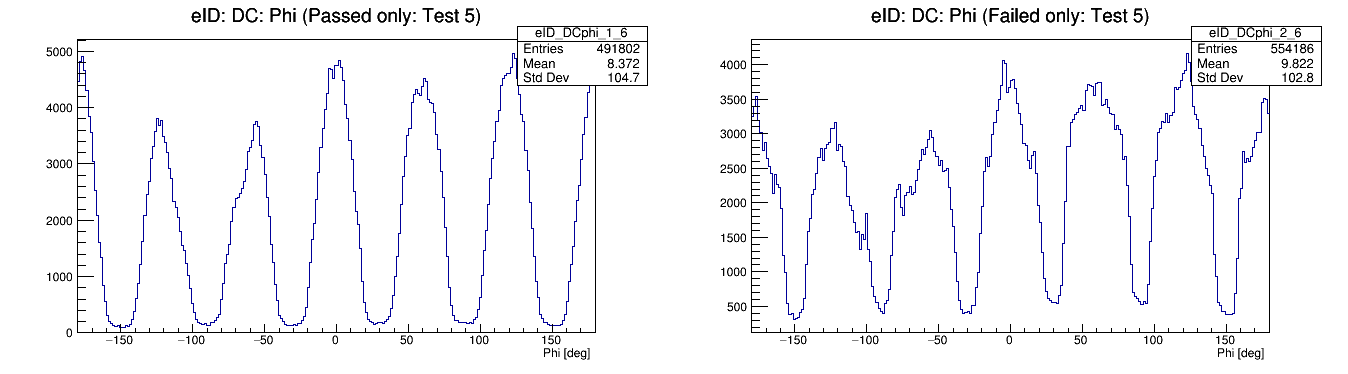 eID: DC: Phi (Passed only: Test 5)
eID_DCphi_1_6
Entries 491802
Mean 8.372
Std Dev 104.7
5000
4000
3000
2000
1000
0
−150 −100 −50 0 50 100 150
Phi [deg]
eID: DC: Phi (Failed only: Test 5)
eID_DCphi_2_6
Entries 554186
Mean 9.822
Std Dev 102.8
4000
3500
3000
2500
2000
1500
1000
500
−150 −100 −50 0 50 100 150
Phi [deg]